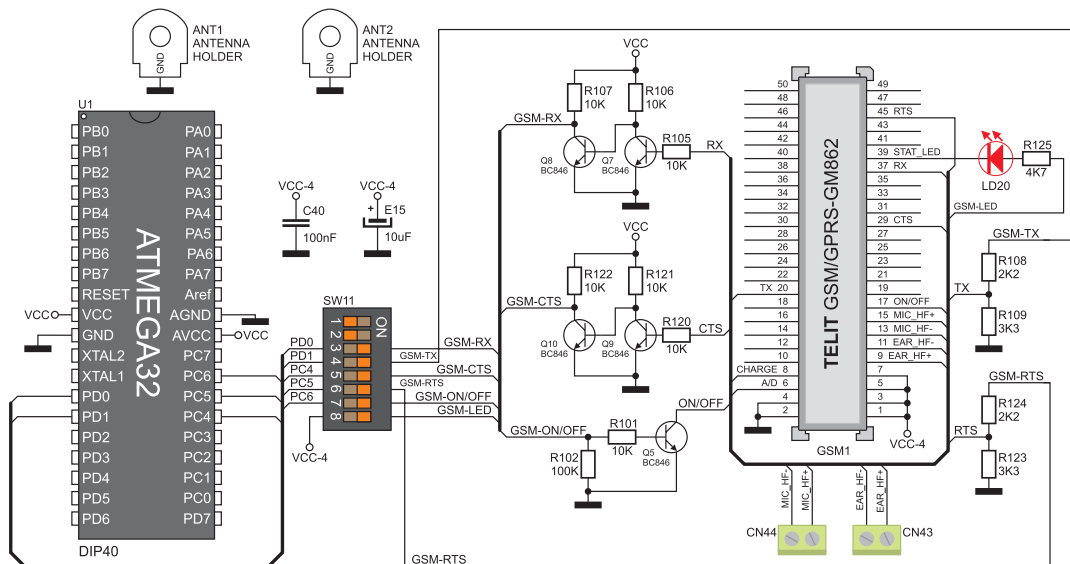 ANT1
ANTENNA
HOLDER
GND
ANT2
ANTENNA
HOLDER
GND
U1
ATMEGA32
PB0
PB1
PB2
PB3
PB4
PB5
PB6
PB7
RESET
VCC
GND
XTAL2
XTAL1
PD0
PD1
PD2
PD3
PD4
PD5
PD6
PA0
PA1
PA2
PA3
PA4
PA5
PA6
PA7
Aref
AGND
AVCC
PC7
PC6
PC5
PC4
PC3
PC2
PC1
PC0
PD7
DIP40
VCC
VCC
VCC-4
C40
100nF
VCC-4
+
E15
10uF
SW11
ON
1
2
3
4
5
6
7
8
PD0
PD1
PC4
PC5
PC6
VCC-4
GSM-RX
GSM-TX
GSM-CTS
GSM-RTS
GSM-ON/OFF
GSM-LED
GSM-RTS
VCC
R107
10K
R106
10K
GSM-RX
Q8
BC846
Q7
BC846
R105
10K
RX
VCC
R122
10K
R121
10K
GSM-CTS
Q10
BC846
Q9
BC846
R120
10K
CTS
GSM-ON/OFF
R101
10K
R102
100K
Q5
BC846
ON/OFF
TELIT GSM/GPRS-GM862
50
48
46
44
42
40
38
36
34
32
30
28
26
24
22
TX 20
18
16
14
12
10
CHARGE 8
A/D 6
4
2
49
47
45 RTS
43
41
39 STAT_LED
37 RX
35
33
31
29 CTS
27
25
23
21
19
17 ON/OFF
15 MIC_HF+
13 MIC_HF-
11 EAR_HF-
9 EAR_HF+
7
5
3
1
VCC-4
GSM1
LD20
R125
4K7
GSM-LED
GSM-TX
R108
2K2
TX
R109
3K3
GSM-RTS
R124
2K2
RTS
R123
3K3
MIC_HF-
MIC_HF+
EAR_HF-
EAR_HF+
CN44
CN43